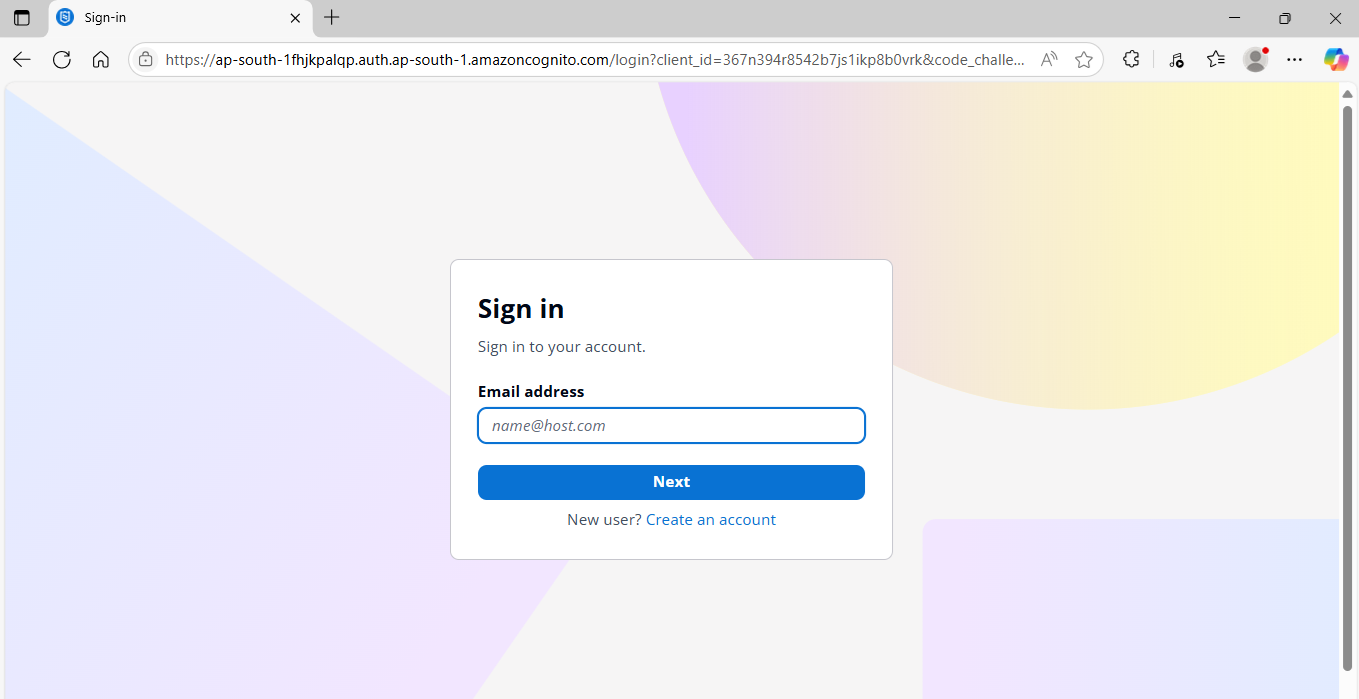 Sign-in
https://ap-south-1fhjkpalqp.auth.ap-south-1.amazoncognito.com/login?client_id=367n394r8542b7js1ikp8b0vrk&code_challe...
Sign in
Sign in to your account.
Email address
name@host.com
Next
New user? Create an account